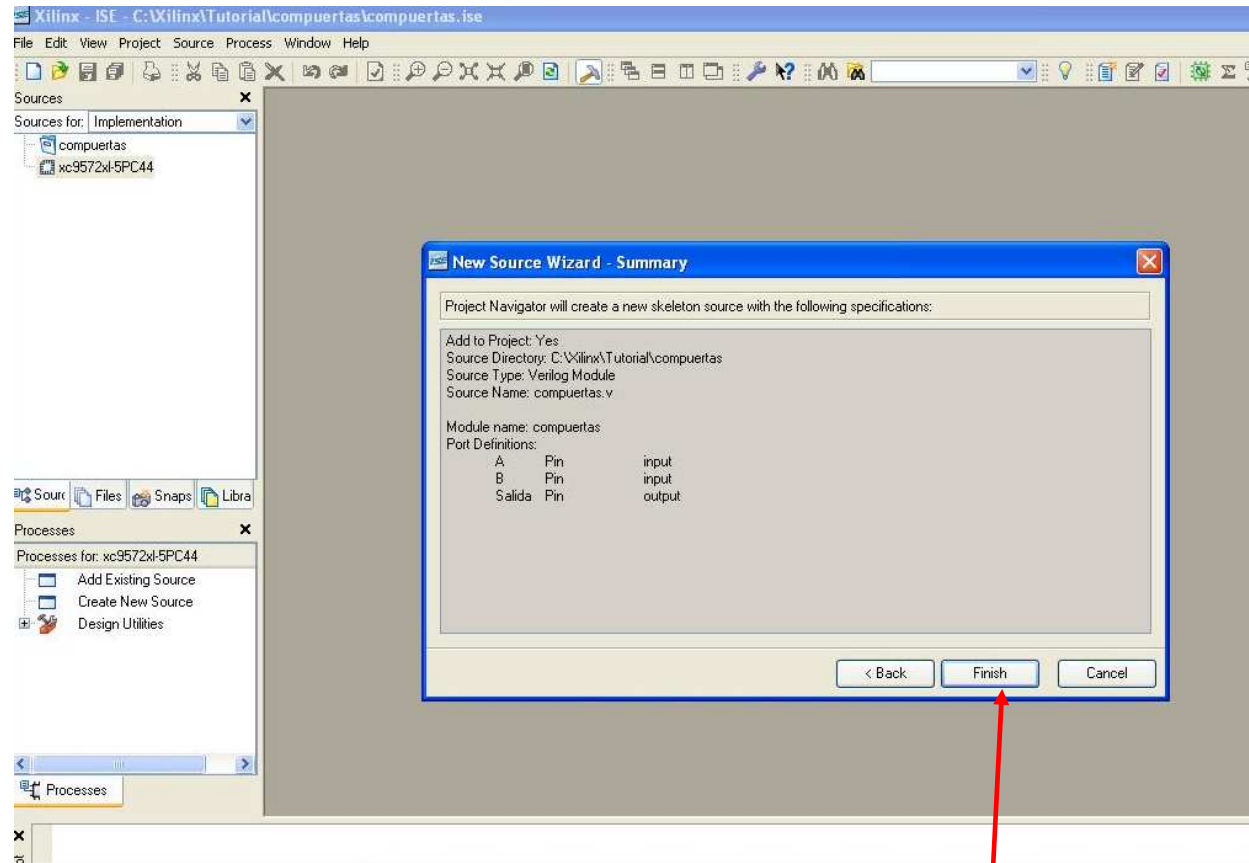 Xilinx - ISE - C:\Xilinx\Tutorial\compuertas\compuertas.ise
File Edit View Project Source Process Window Help
Sources
Sources for: Implementation
compuertas
xc9572xl-5PC44
Sourc Files Snaps Libra
Processes
Processes for: xc9572xl-5PC44
Add Existing Source
Create New Source
Design Utilities
Processes
New Source Wizard - Summary
Project Navigator will create a new skeleton source with the following specifications:
Add to Project: Yes
Source Directory: C:\Xilinx\Tutorial\compuertas
Source Type: Verilog Module
Source Name: compuertas.v
Module name: compuertas
Port Definitions:
A Pin input
B Pin input
Salida Pin output
< Back Finish Cancel